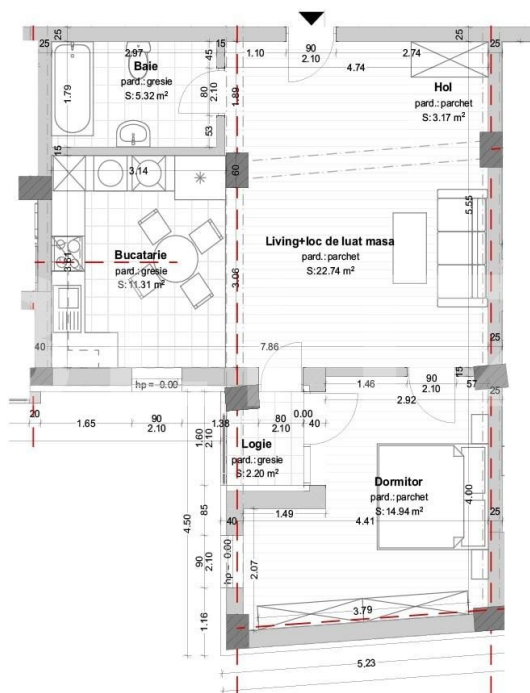 25
2.97
15
45
1.10
90
2.10
2.74
25
25
4.74
Baie
pard.: gresie
S: 5.32 m²
1.79
80
2.10
1.89
53
Hol
pard.: parchet
S: 3.17 m²
15
3.14
60
5.55
Living+loc de luat masa
pard.: parchet
S: 22.74 m²
Bucatarie
pard.: gresie
S: 11.31 m²
3.61
3.06
40
7.86
25
hp = 0.00
1.46
90
2.10
15
57
20
1.65
90
2.10
1.38
80
2.10
0.00
40
2.92
25
1.60
2.10
Logie
pard.: gresie
S: 2.20 m²
Dormitor
pard.: parchet
S: 14.94 m²
4.00
4.50
85
40
1.49
4.41
25
90
2.10
hp = 0.00
2.07
1.16
3.79
5,23